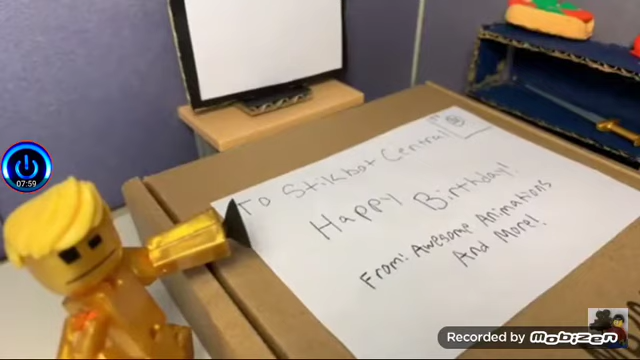 To Stikbot Central
Happy Birthday!
From: Awesome Animations
And More!
07:59
Recorded by Mobizen